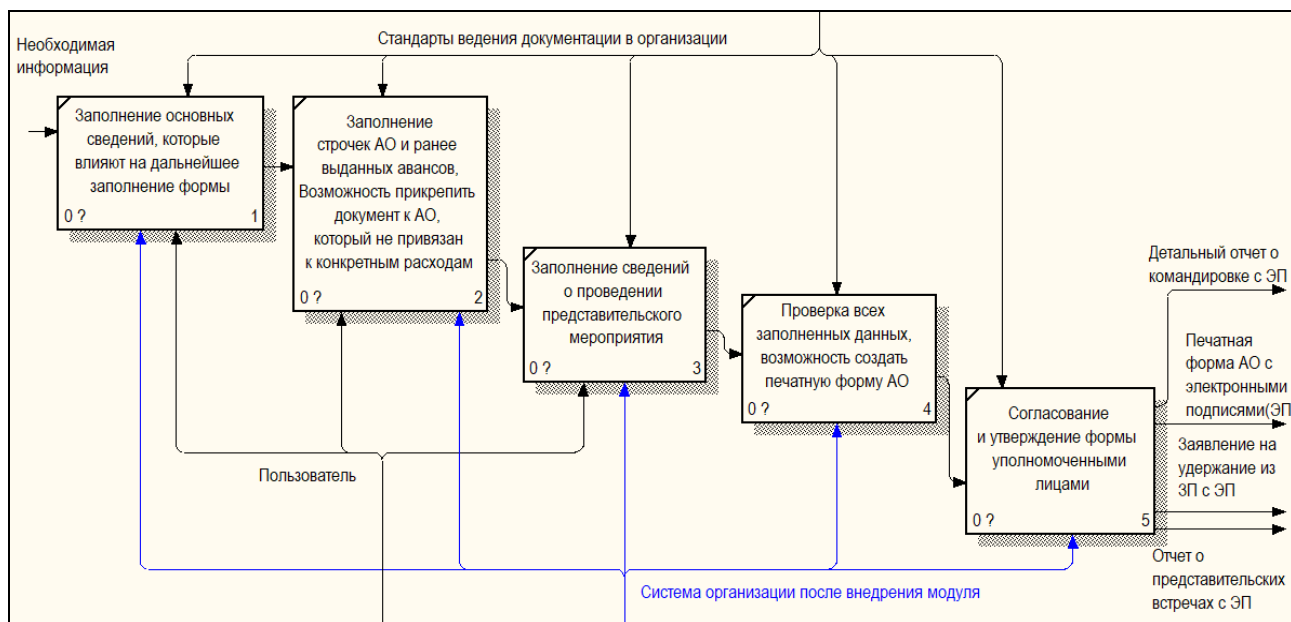 Необходимая
информация
Стандарты ведения документации в организации
Заполнение основных
сведений, которые
влияют на дальнейшее
заполнение формы
0 ?
1
Заполнение
строчек АО и ранее
выданных авансов,
Возможность прикрепить
документ к АО,
который не привязан
к конкретным расходам
0 ?
2
Заполнение сведений
о проведении
представительского
мероприятия
0 ?
3
Проверка всех
заполненных данных,
возможность создать
печатную форму АО
0 ?
4
Согласование
и утверждение формы
уполномоченными
лицами
0 ?
5
Детальный отчет о
командировке с ЭП
Печатная
форма АО с
электронными
подписями(ЭП
Заявление на
удержание из
ЗП с ЭП
Отчет о
представительских
встречах с ЭП
Пользователь
Система организации после внедрения модуля